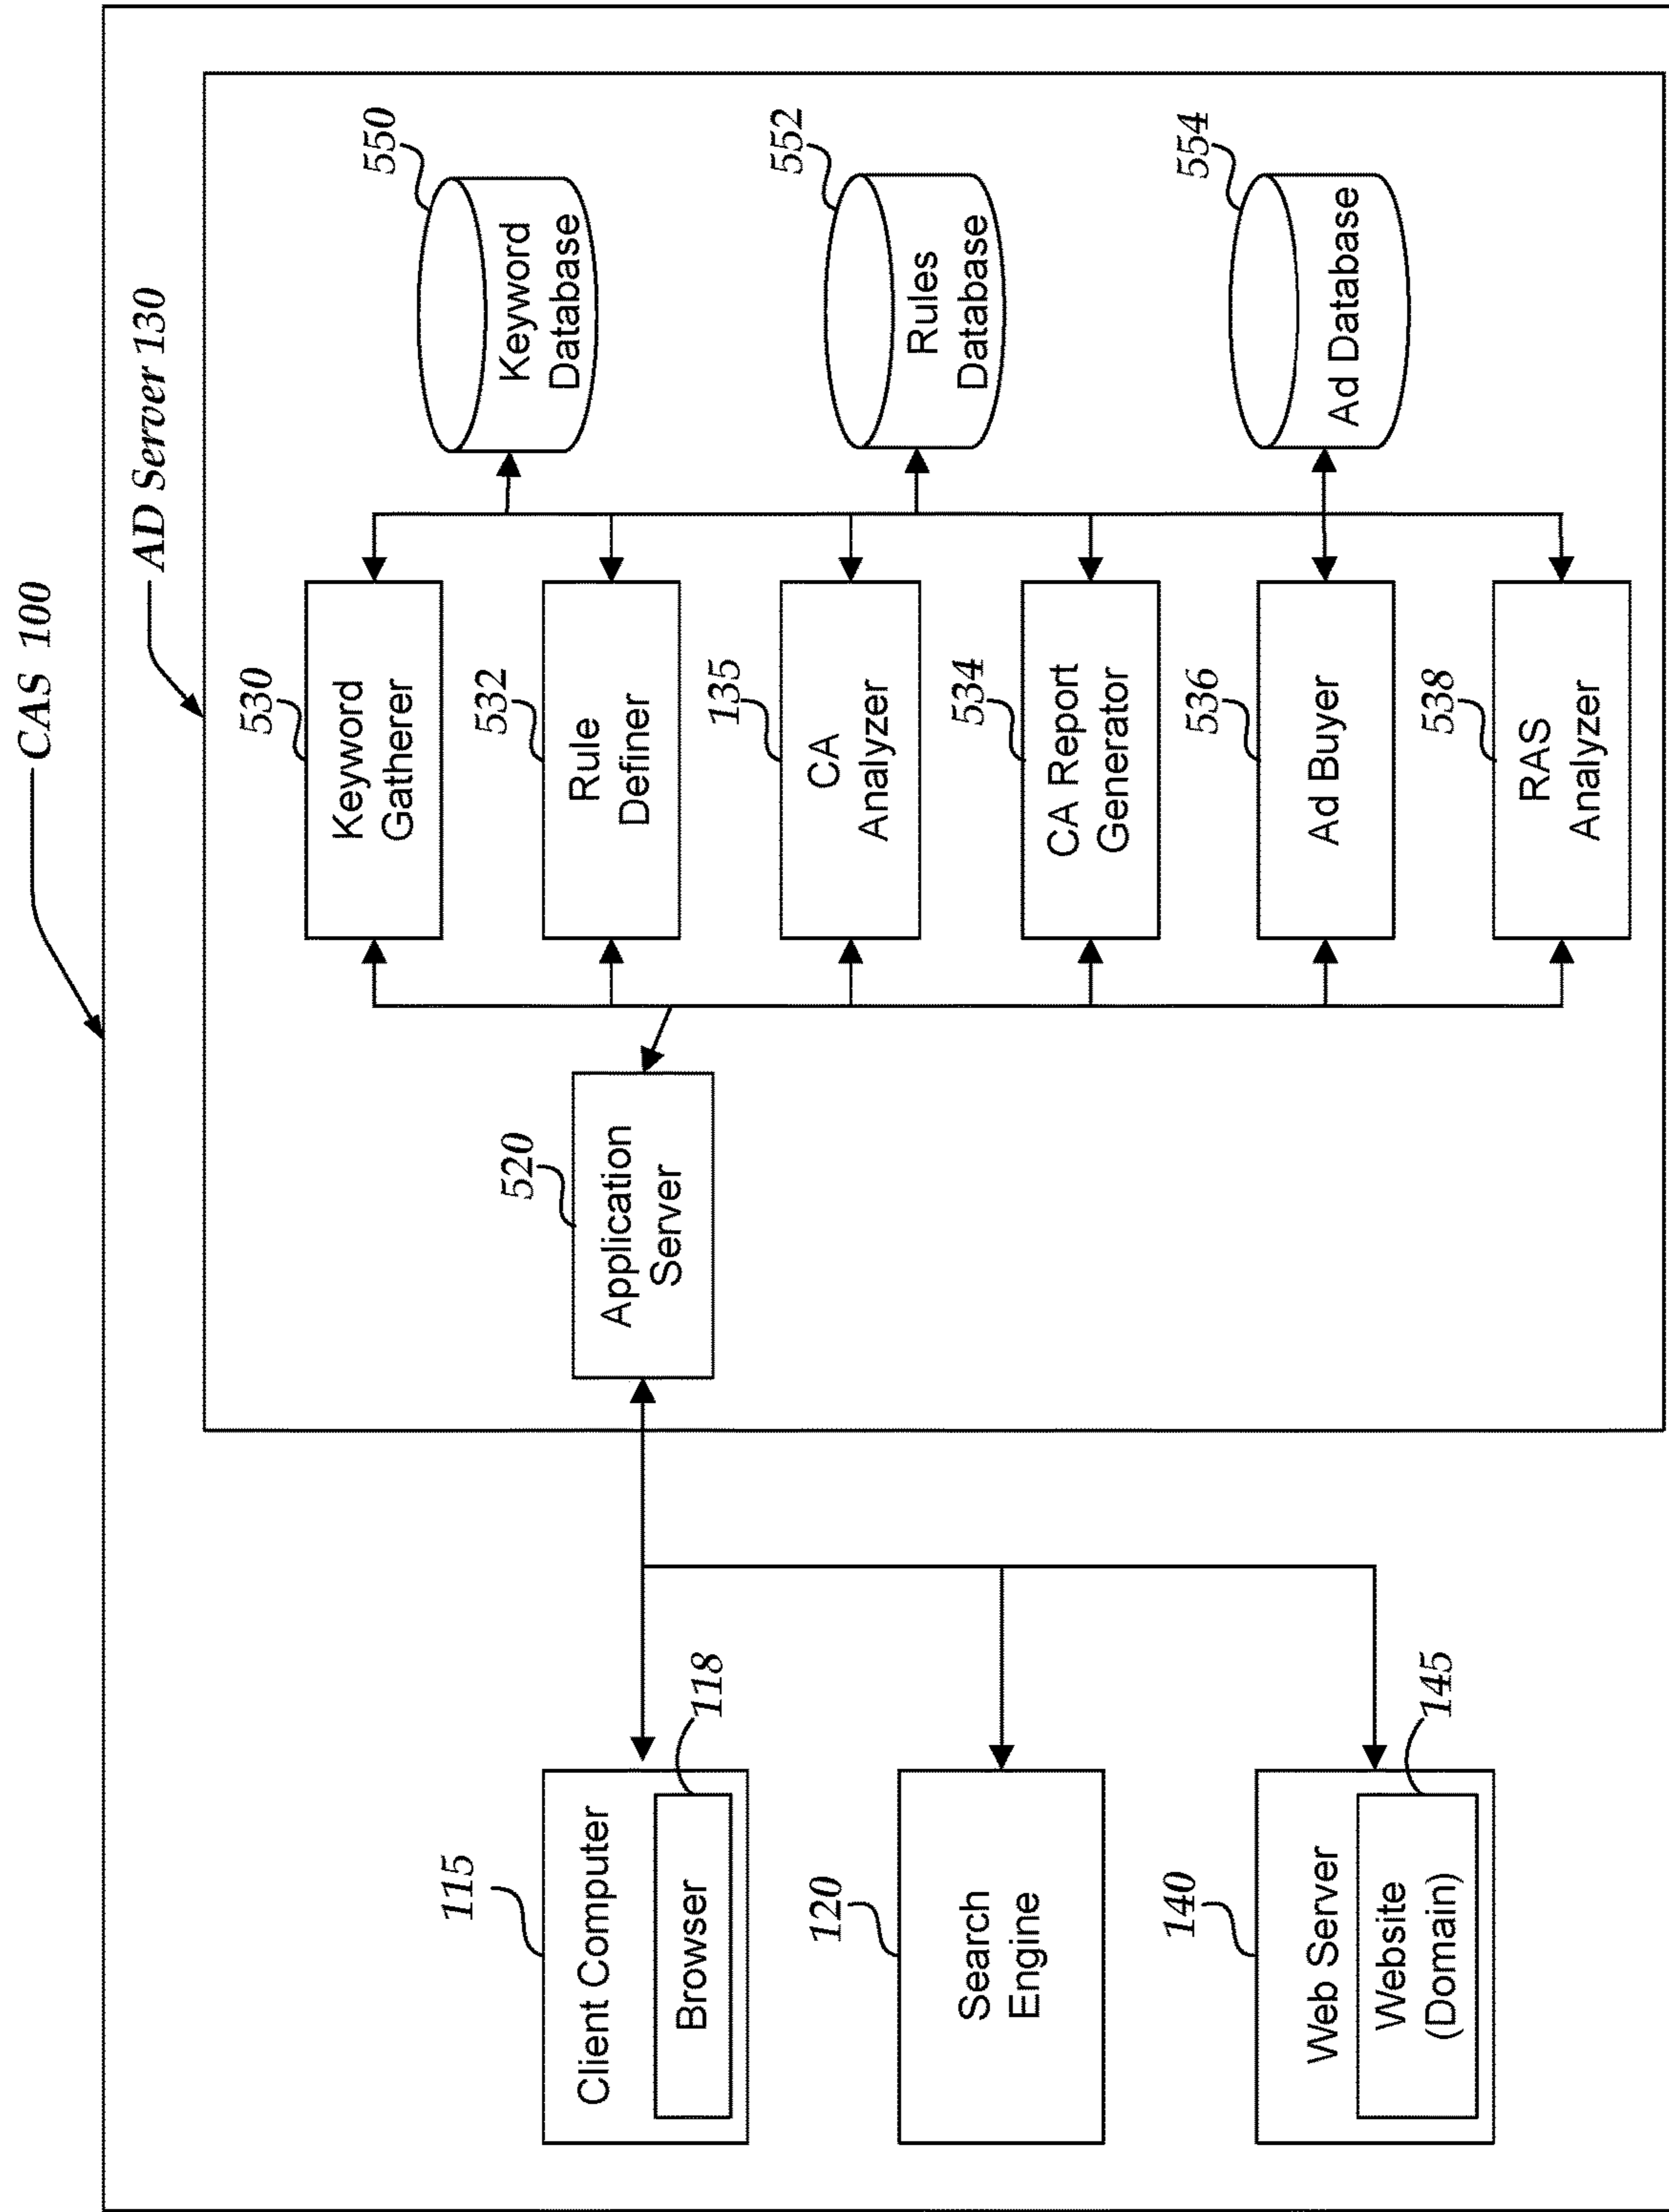 CAS 100
AD Server 130
115
Client Computer
Browser
118
120
Search
Engine
140
Web Server
Website
(Domain)
145
520
Application
Server
530
Keyword
Gatherer
532
Rule
Definer
135
CA
Analyzer
534
CA Report
Generator
536
Ad Buyer
538
RAS
Analyzer
550
Keyword
Database
552
Rules
Database
554
Ad Database